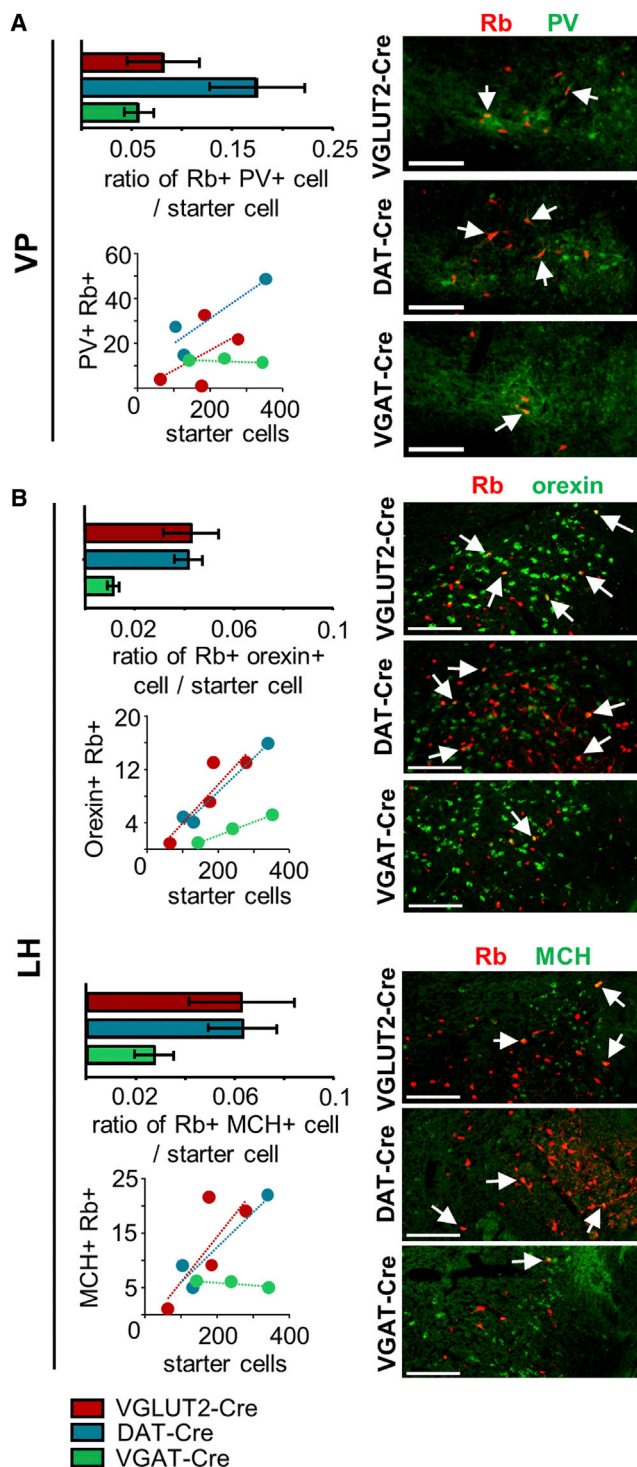 A
VP
0.05 0.15 0.25
ratio of Rb+ PV+ cell
/ starter cell
PV+ Rb+
60
40
20
0 200 400
starter cells
Rb PV
VGLUT2-Cre
DAT-Cre
VGAT-Cre
B
LH
0.02 0.06 0.1
ratio of Rb+ orexin+
cell / starter cell
Orexin+ Rb+
20
12
4
0 200 400
starter cells
Rb orexin
VGLUT2-Cre
DAT-Cre
VGAT-Cre
0.02 0.06 0.1
ratio of Rb+ MCH+ cell
/ starter cell
MCH+ Rb+
25
15
5
0 200 400
starter cells
Rb MCH
VGLUT2-Cre
DAT-Cre
VGAT-Cre
VGLUT2-Cre
DAT-Cre
VGAT-Cre